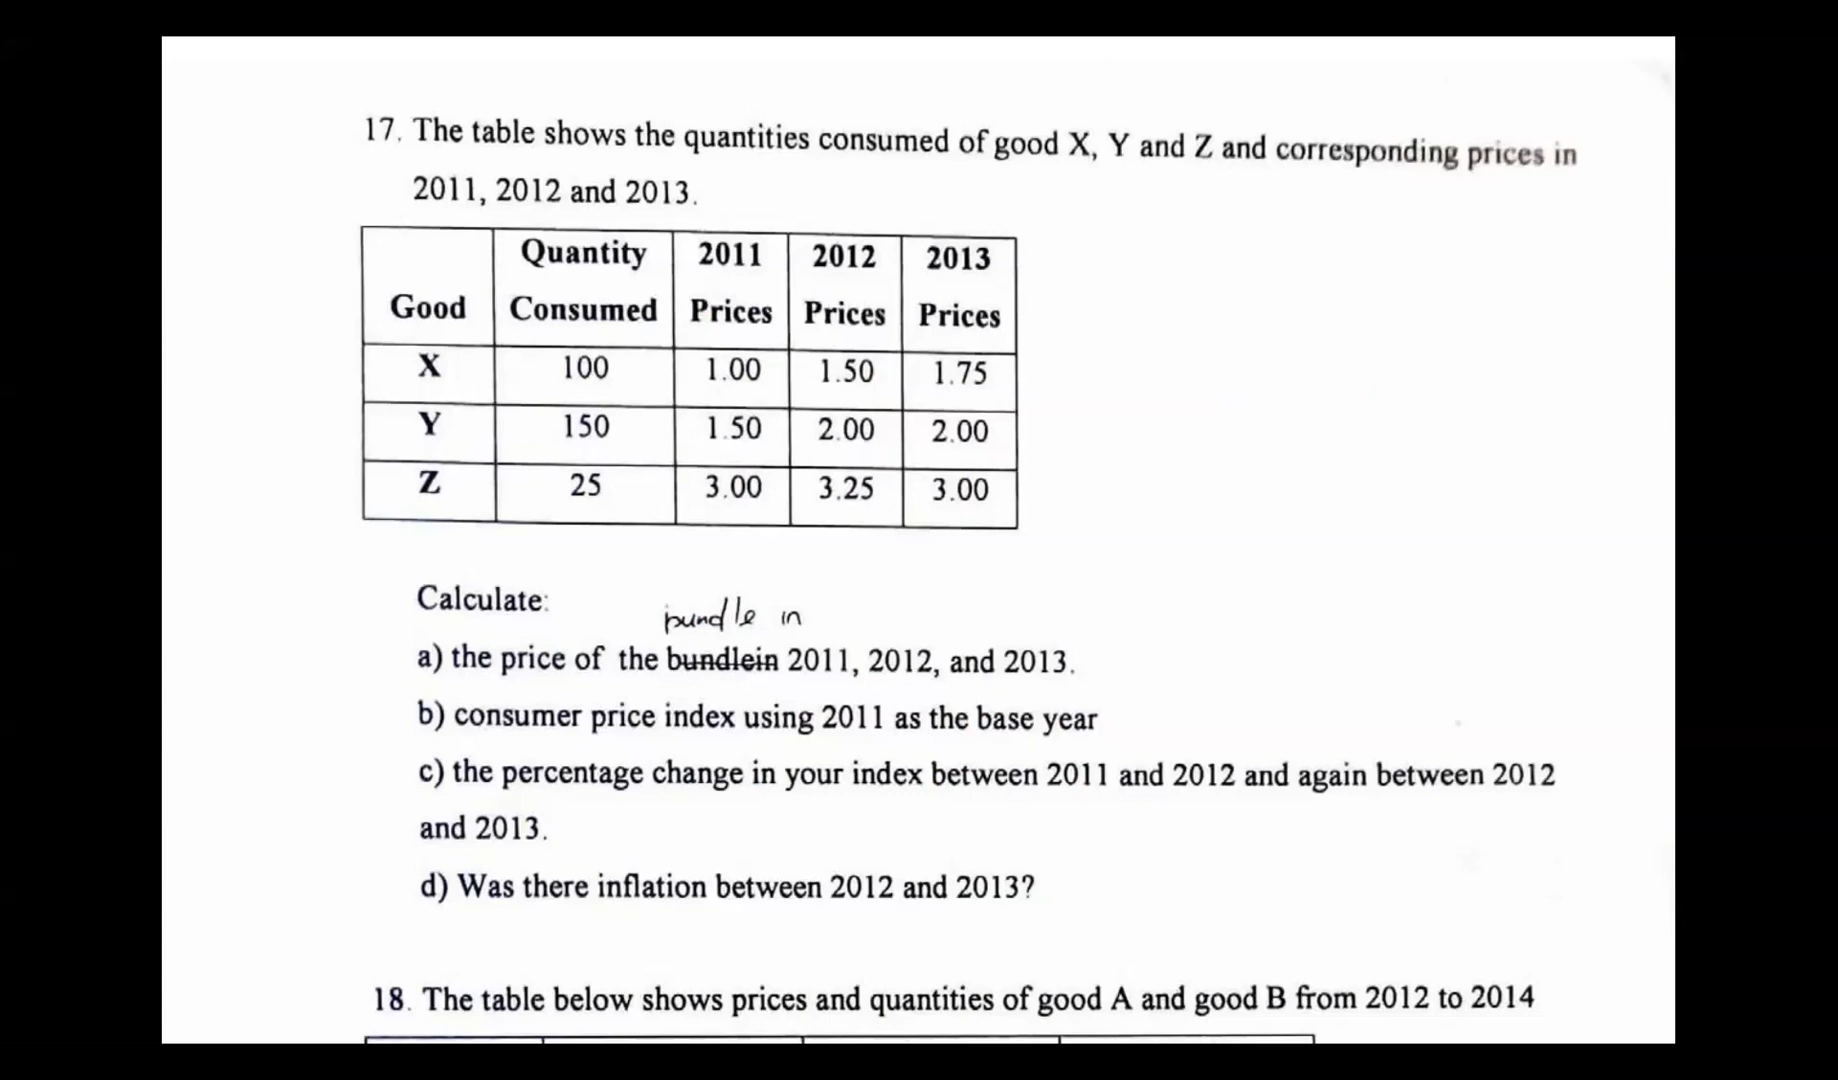 17. The table shows the quantities consumed of good X, Y and Z and corresponding prices in
2011, 2012 and 2013.
Good Quantity Consumed 2011 Prices 2012 Prices 2013 Prices
X 100 1.00 1.50 1.75
Y 150 1.50 2.00 2.00
Z 25 3.00 3.25 3.00
Calculate:
bundle in
a) the price of the bundlein 2011, 2012, and 2013.
b) consumer price index using 2011 as the base year
c) the percentage change in your index between 2011 and 2012 and again between 2012
and 2013.
d) Was there inflation between 2012 and 2013?
18. The table below shows prices and quantities of good A and good B from 2012 to 2014